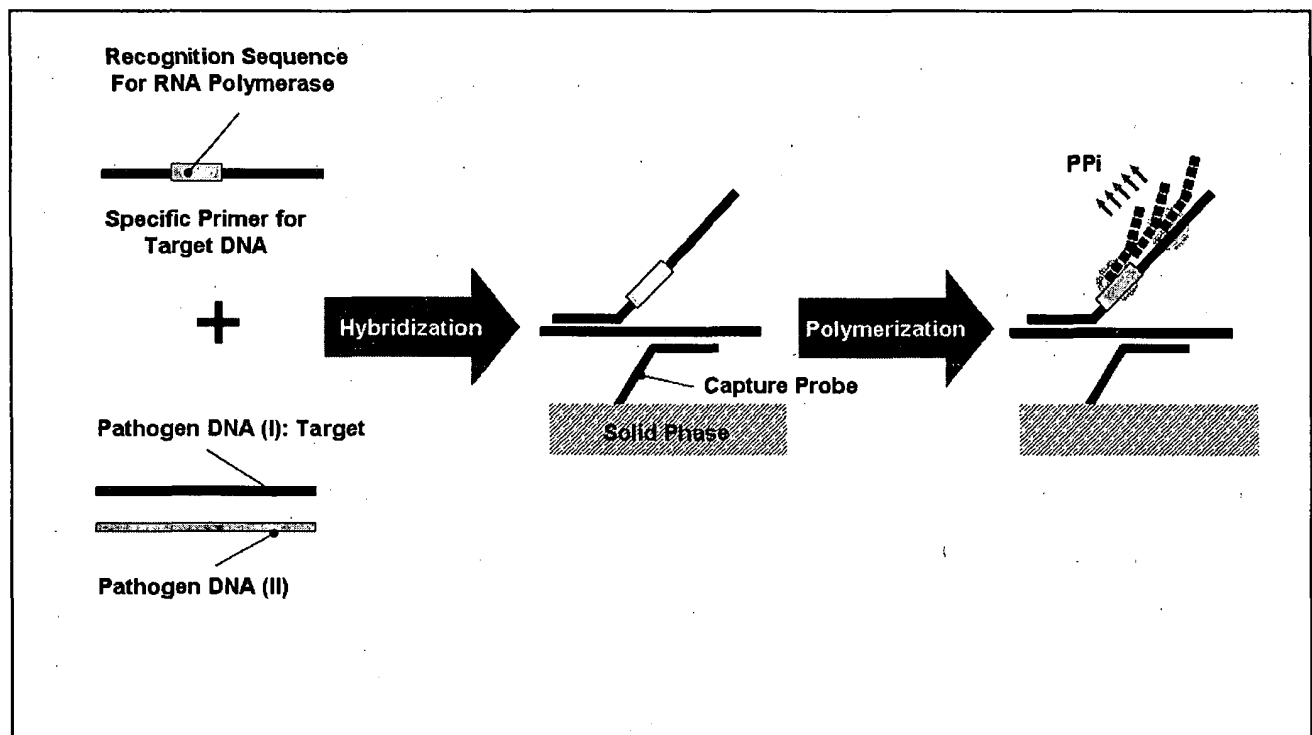 Recognition Sequence
For RNA Polymerase
Specific Primer for
Target DNA
+
Pathogen DNA (I): Target
Pathogen DNA (II)
Hybridization
Capture Probe
Solid Phase
Polymerization
PPi